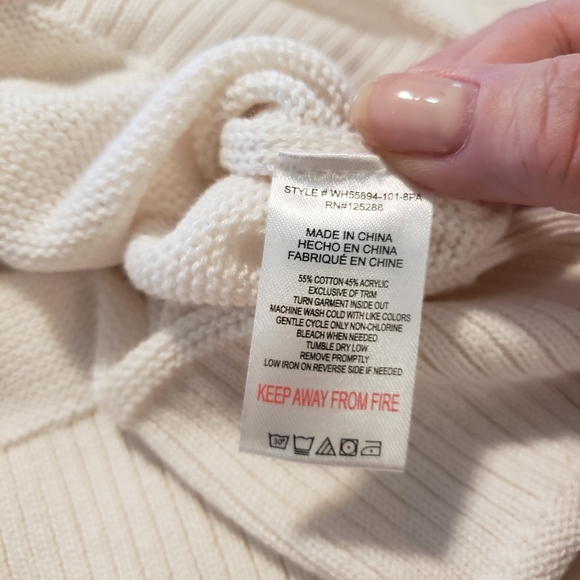 STYLE # WH55894-101-8PA
RN#125288
MADE IN CHINA
HECHO EN CHINA
FABRIQUÉ EN CHINE
55% COTTON 45% ACRYLIC
EXCLUSIVE OF TRIM
TURN GARMENT INSIDE OUT
MACHINE WASH COLD WITH LIKE COLORS
GENTLE CYCLE ONLY NON-CHLORINE
BLEACH WHEN NEEDED
TUMBLE DRY LOW
REMOVE PROMPTLY
LOW IRON ON REVERSE SIDE IF NEEDED
KEEP AWAY FROM FIRE
30°